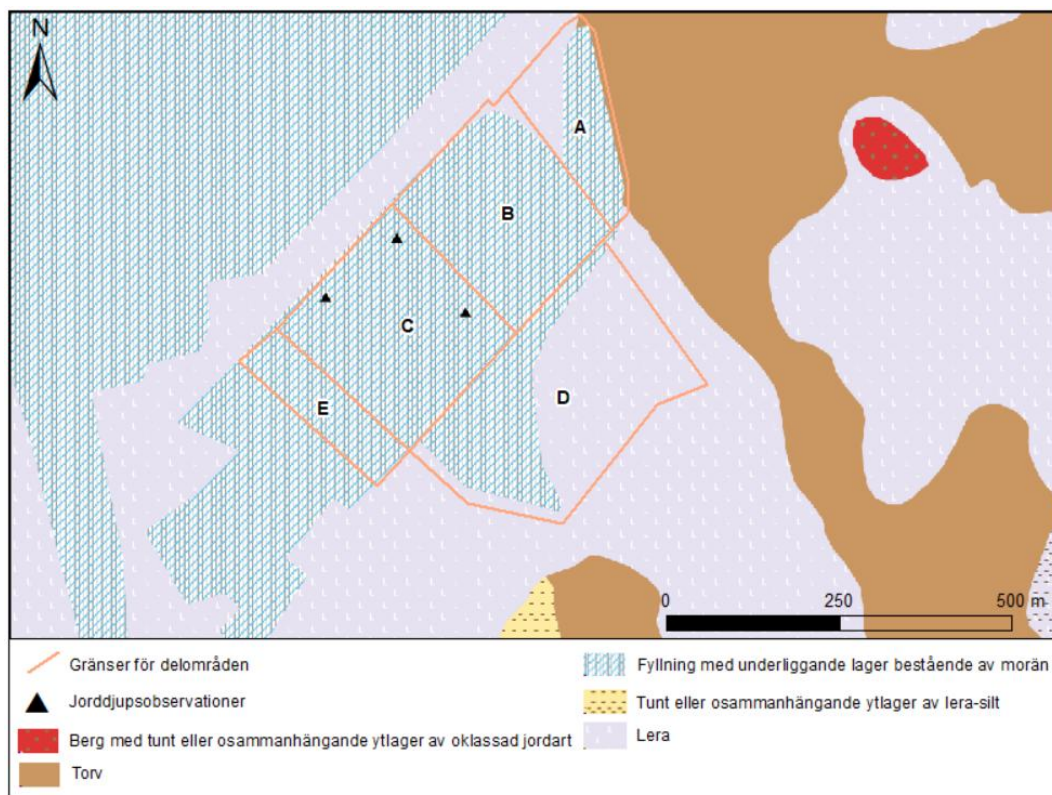 N
A
B
C
D
E
0 250 500 m
Gränser för delområden
Jorddjupsobservationer
Berg med tunt eller osammanhängande ytlager av oklassad jordart
Torv
Fyllning med underliggande lager bestående av morän
Tunt eller osammanhängande ytlager av lera-silt
Lera